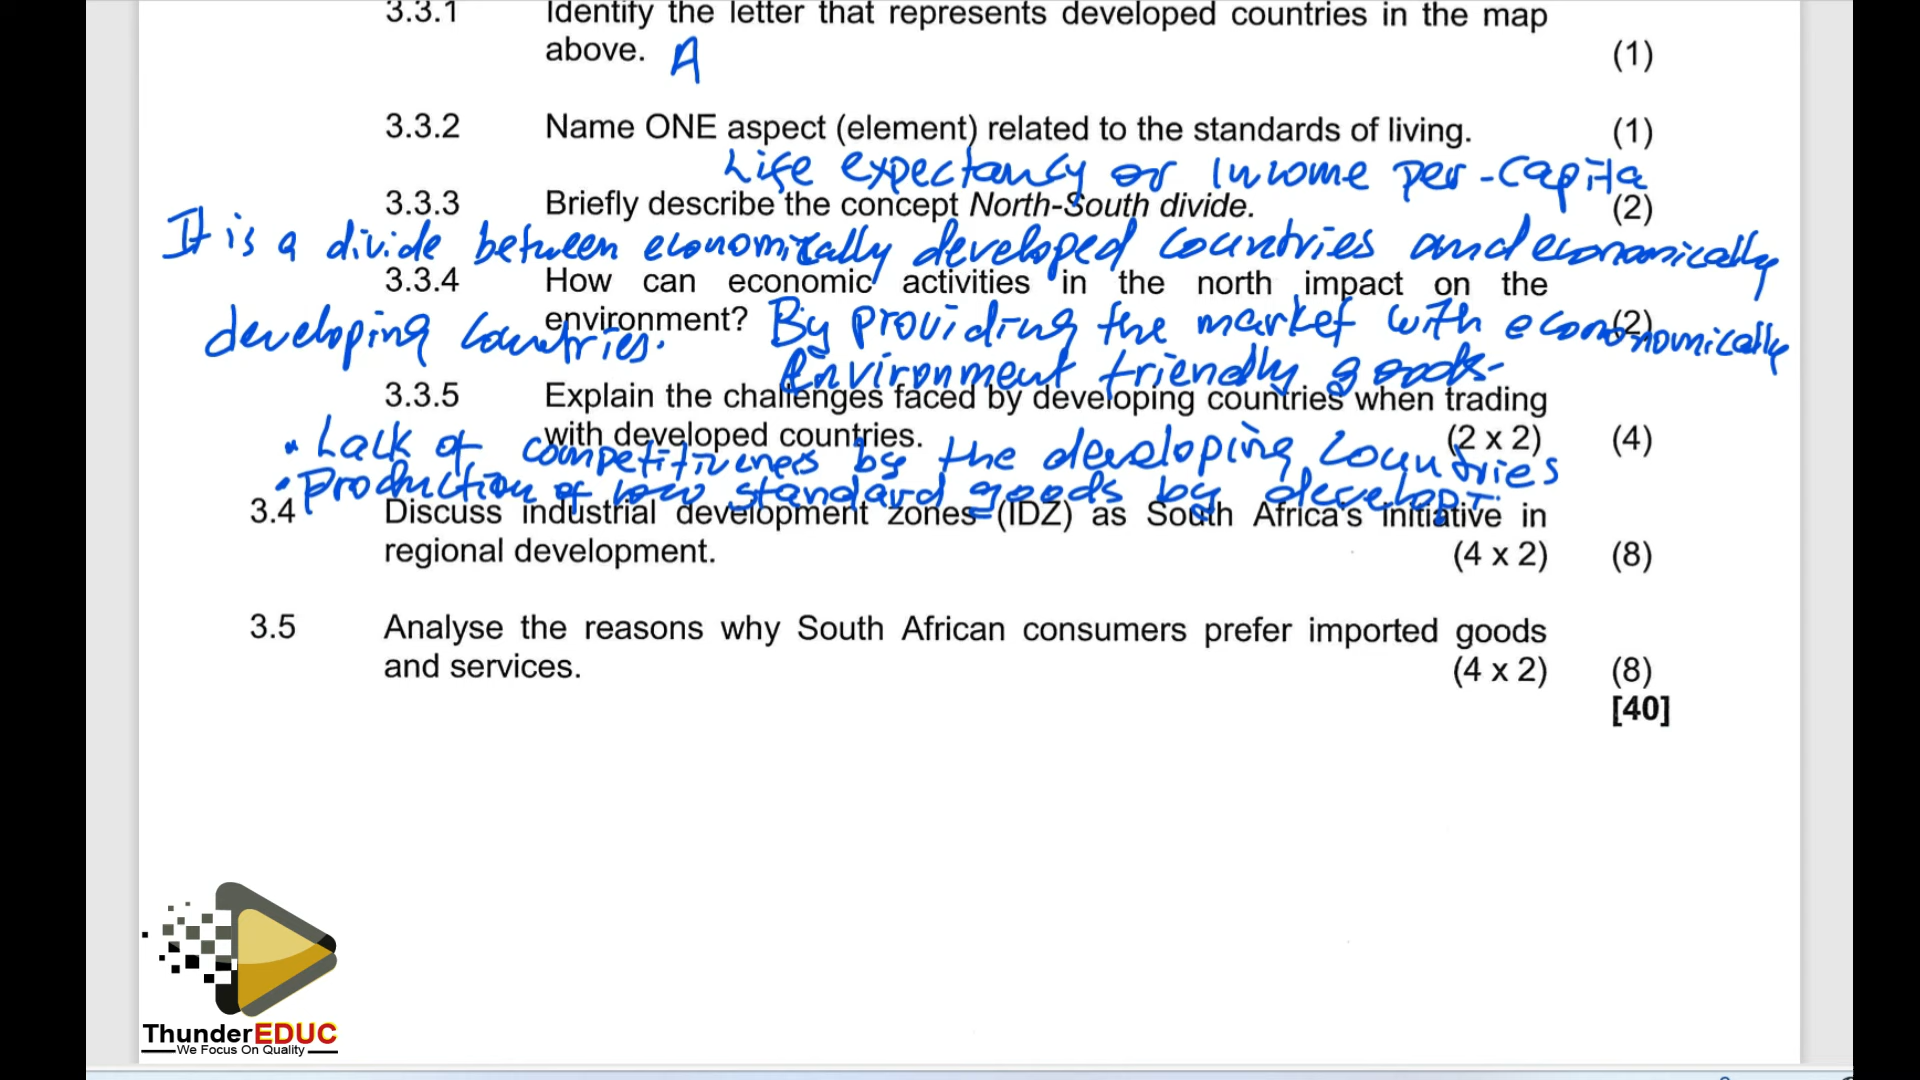 3.3.1 Identify the letter that represents developed countries in the map
above. A (1)
3.3.2 Name ONE aspect (element) related to the standards of living. (1)
Life expectancy or Income per-capita
3.3.3 Briefly describe the concept North-South divide. (2)
It is a divide between economically developed countries and economically
3.3.4 How can economic activities in the north impact on the
environment? (2)
developing countries. By providing the market with economically
Environment friendly goods.
3.3.5 Explain the challenges faced by developing countries when trading
with developed countries. (2 x 2) (4)
• Lack of competitiveness by the developing countries
• Production of low standard goods by develop
3.4 Discuss industrial development zones (IDZ) as South Africa's initiative in
regional development. (4 x 2) (8)
3.5 Analyse the reasons why South African consumers prefer imported goods
and services. (4 x 2) (8)
[40]
ThunderEDUC
We Focus On Quality